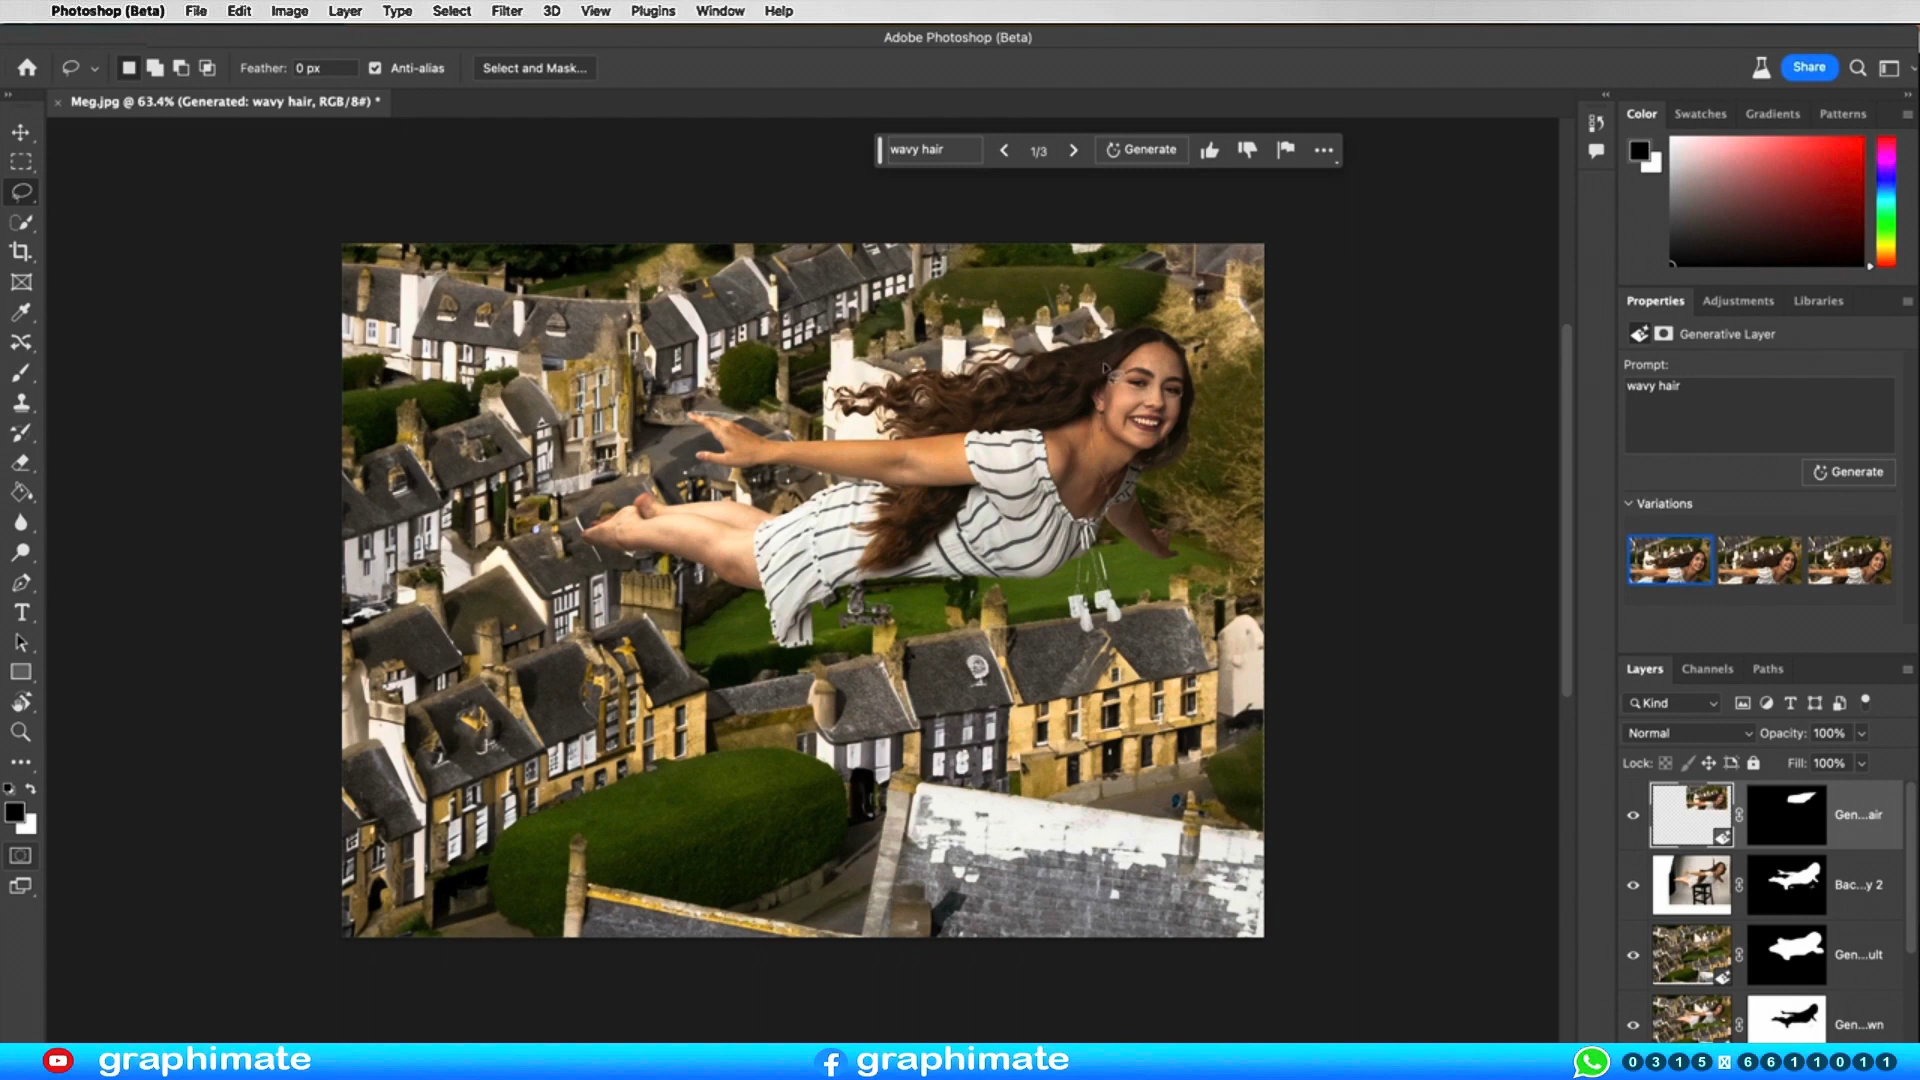 Photoshop (Beta) File Edit Image Layer Type Select Filter 3D View Plugins Window Help
Adobe Photoshop (Beta)
Feather: 0 px Anti-alias Select and Mask... Share
× Meg.jpg @ 63.4% (Generated: wavy hair, RGB/8#) *
Color Swatches Gradients Patterns
wavy hair 1/3 Generate ...
Properties Adjustments Libraries
Generative Layer
Prompt:
wavy hair
Generate
Variations
Layers Channels Paths
Kind
Normal Opacity: 100%
Lock: Fill: 100%
Gen...air
Bac...y 2
Gen...ult
Gen...wn
graphimate graphimate 0315 6611011